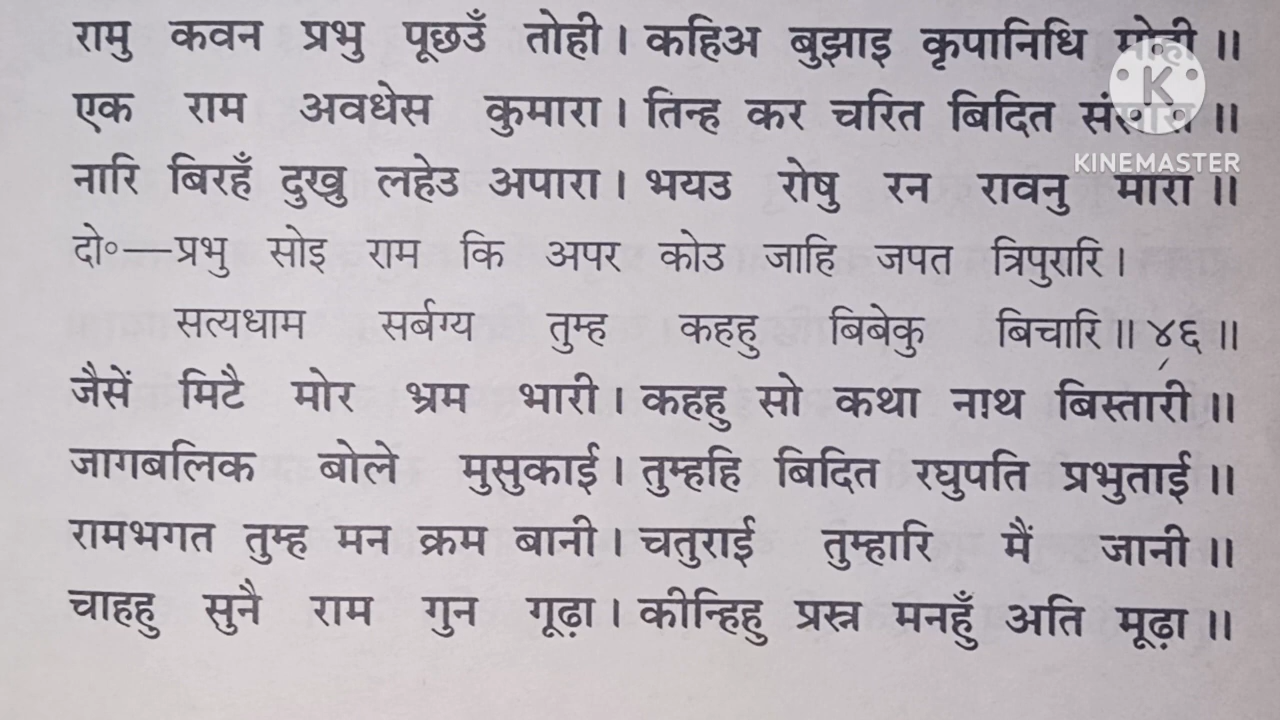 रामु कवन प्रभु पूछउँ तोही। कहिअ बुझाइ कृपानिधि मोही॥
एक राम अवधेस कुमारा। तिन्ह कर चरित बिदित संसारा॥
KINEMASTER
नारि बिरहँ दुखु लहेउ अपारा। भयउ रोषु रन रावनु मारा॥
दो०—प्रभु सोइ राम कि अपर कोउ जाहि जपत त्रिपुरारि।
सत्यधाम सर्बग्य तुम्ह कहहु बिबेकु बिचारि॥ ४६॥
जैसें मिटै मोर भ्रम भारी। कहहु सो कथा नाथ बिस्तारी॥
जागबलिक बोले मुसुकाई। तुम्हहि बिदित रघुपति प्रभुताई॥
रामभगत तुम्ह मन क्रम बानी। चतुराई तुम्हारि मैं जानी॥
चाहहु सुनै राम गुन गूढ़ा। कीन्हिहु प्रस्न मनहुँ अति मूढ़ा॥